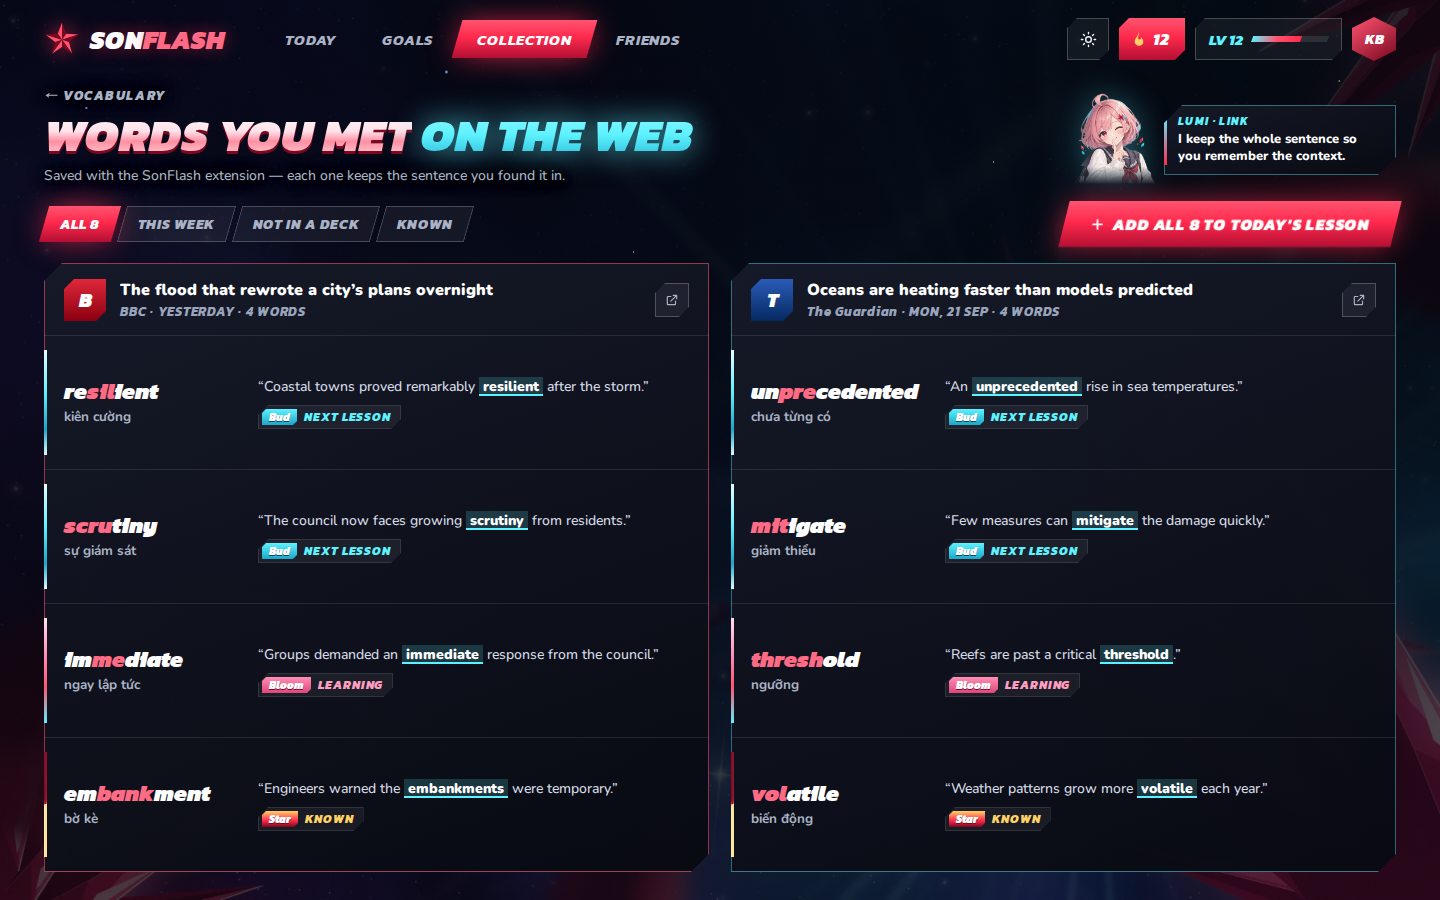 SONFLASH
TODAY
GOALS
COLLECTION
FRIENDS
12
LV 12
KB
← VOCABULARY
WORDS YOU MET ON THE WEB
Saved with the SonFlash extension — each one keeps the sentence you found it in.
LUMI · LINK
I keep the whole sentence so
you remember the context.
ALL 8
THIS WEEK
NOT IN A DECK
KNOWN
+ ADD ALL 8 TO TODAY'S LESSON
B
The flood that rewrote a city's plans overnight
BBC · YESTERDAY · 4 WORDS
resilient
kiên cường
“Coastal towns proved remarkably resilient after the storm.”
Bud NEXT LESSON
scrutiny
sự giám sát
“The council now faces growing scrutiny from residents.”
Bud NEXT LESSON
immediate
ngay lập tức
“Groups demanded an immediate response from the council.”
Bloom LEARNING
embankment
bờ kè
“Engineers warned the embankments were temporary.”
Star KNOWN
T
Oceans are heating faster than models predicted
The Guardian · MON, 21 SEP · 4 WORDS
unprecedented
chưa từng có
“An unprecedented rise in sea temperatures.”
Bud NEXT LESSON
mitigate
giảm thiểu
“Few measures can mitigate the damage quickly.”
Bud NEXT LESSON
threshold
ngưỡng
“Reefs are past a critical threshold.”
Bloom LEARNING
volatile
biến động
“Weather patterns grow more volatile each year.”
Star KNOWN